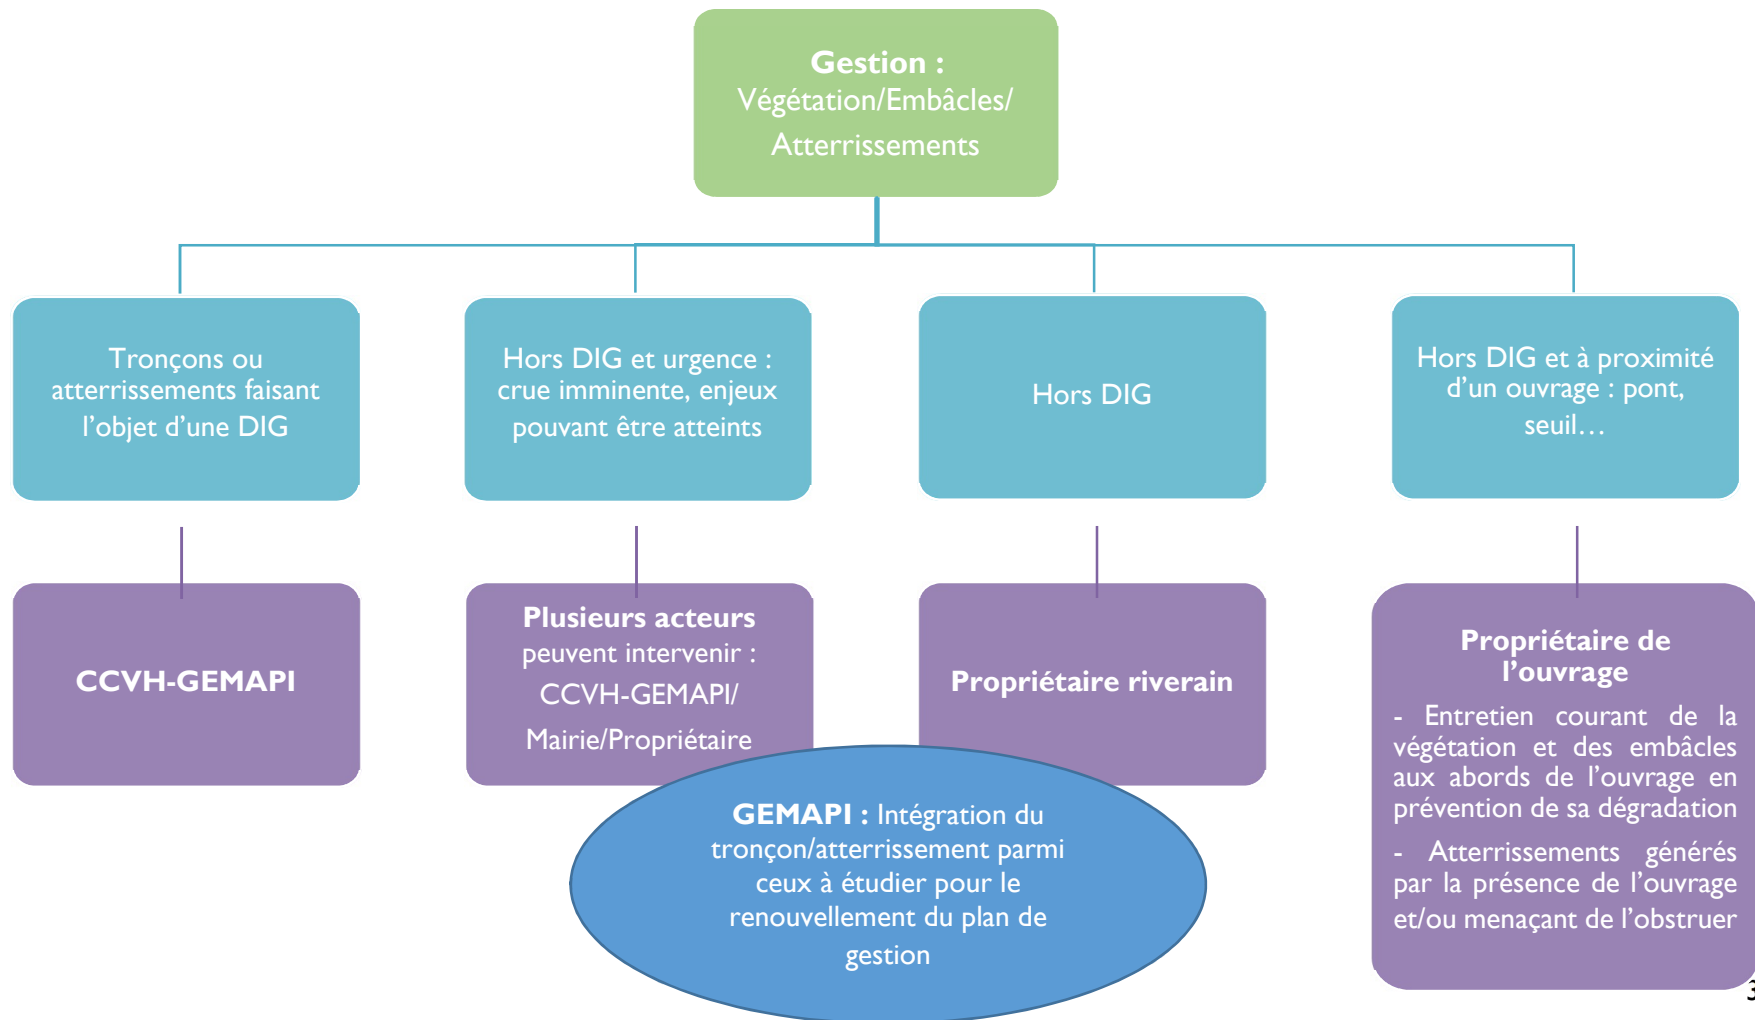 Gestion :
Végétation/Embâcles/
Atterrissements
Tronçons ou
atterrissements faisant
l’objet d’une DIG
Hors DIG et urgence :
crue imminente, enjeux
pouvant être atteints
Hors DIG
Hors DIG et à proximité
d’un ouvrage : pont,
seuil…
CCVH-GEMAPI
Plusieurs acteurs
peuvent intervenir :
CCVH-GEMAPI/
Mairie/Propriétaire
Propriétaire riverain
Propriétaire de
l’ouvrage
- Entretien courant de la
végétation et des embâcles
aux abords de l’ouvrage en
prévention de sa dégradation
- Atterrissements générés
par la présence de l’ouvrage
et/ou menaçant de l’obstruer
GEMAPI : Intégration du
tronçon/atterrissement parmi
ceux à étudier pour le
renouvellement du plan de
gestion
3